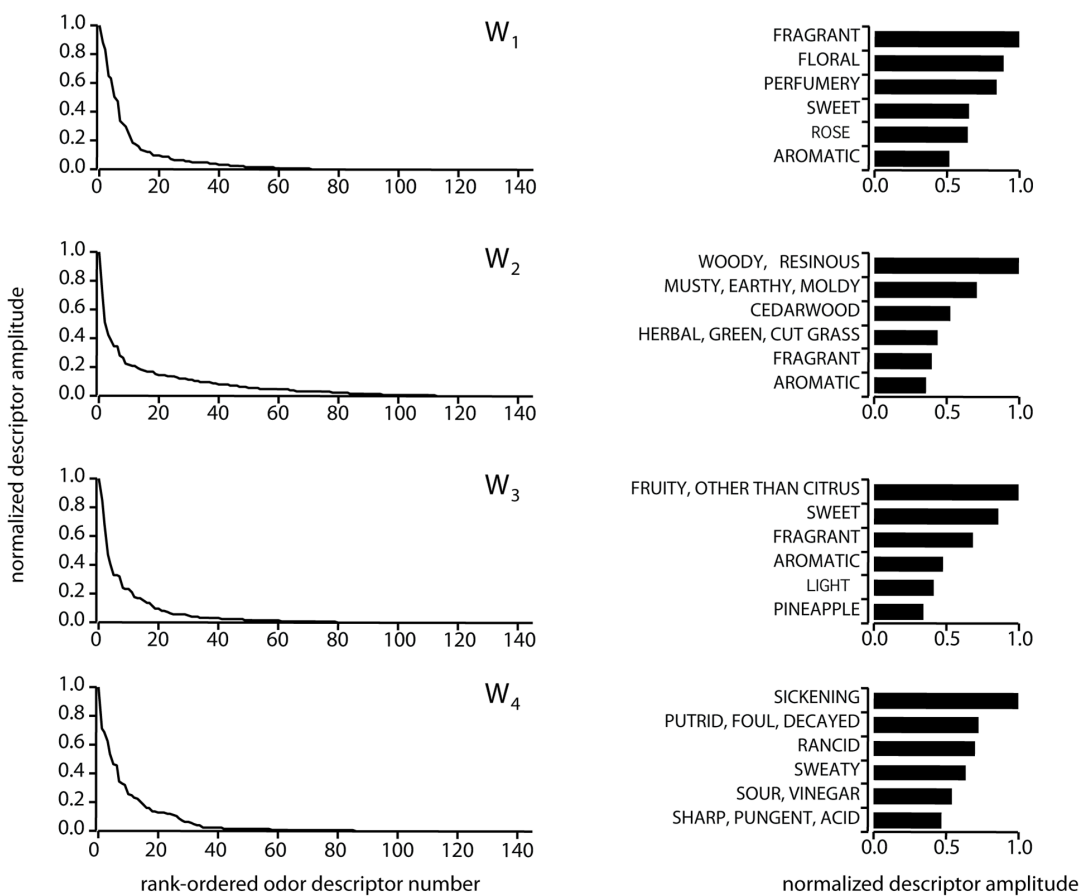 1.0
0.8
0.6
0.4
0.2
0.0
0 20 40 60 80 100 120 140
W1
FRAGRANT
FLORAL
PERFUMERY
SWEET
ROSE
AROMATIC
0.0 0.5 1.0
1.0
0.8
0.6
0.4
0.2
0.0
0 20 40 60 80 100 120 140
W2
WOODY, RESINOUS
MUSTY, EARTHY, MOLDY
CEDARWOOD
HERBAL, GREEN, CUT GRASS
FRAGRANT
AROMATIC
0.0 0.5 1.0
normalized descriptor amplitude
1.0
0.8
0.6
0.4
0.2
0.0
0 20 40 60 80 100 120 140
W3
FRUITY, OTHER THAN CITRUS
SWEET
FRAGRANT
AROMATIC
LIGHT
PINEAPPLE
0.0 0.5 1.0
1.0
0.8
0.6
0.4
0.2
0.0
0 20 40 60 80 100 120 140
W4
SICKENING
PUTRID, FOUL, DECAYED
RANCID
SWEATY
SOUR, VINEGAR
SHARP, PUNGENT, ACID
0.0 0.5 1.0
rank-ordered odor descriptor number
normalized descriptor amplitude